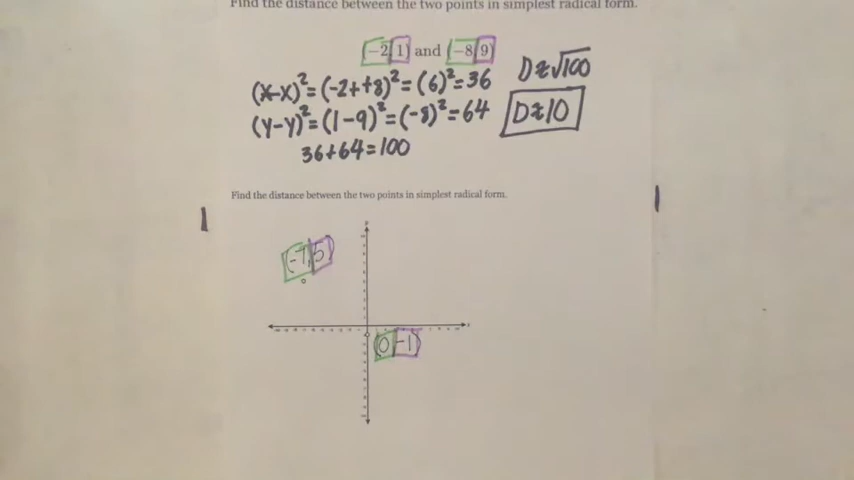 Find the distance between the two points in simplest radical form.
(−2, 1) and (−8, 9)
(x-x)²=(-2++8)²=(6)²=36
(y-y)²=(1-9)²=(-8)²=64
36+64=100
D≈√100
D≈10
Find the distance between the two points in simplest radical form.
(-7,5)
(0,-1)